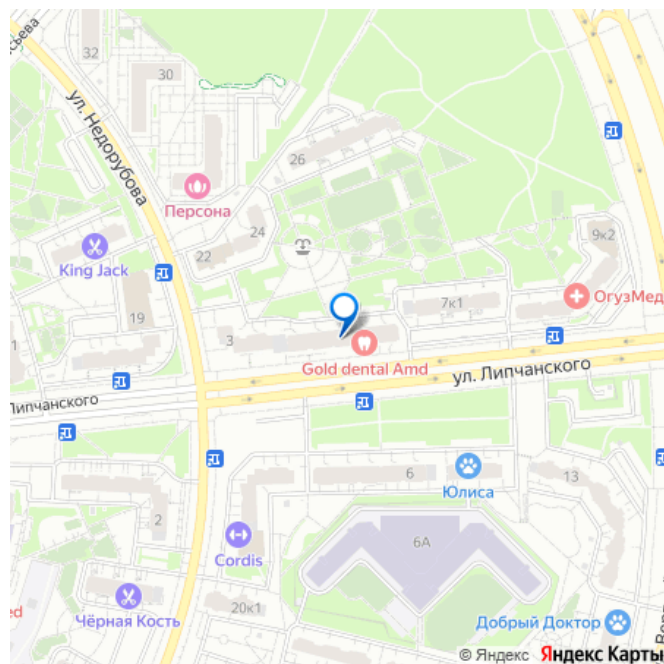 32
30
ул. Недорубова
26
Персона
24
22
9к2
King Jack
ОгузМед
7к1
19
3
Gold dental Amd
ул. Липчанского
Липчанского
6
Юлиса
13
2
6А
Cordis
20к1
Чёрная Кость
Добрый Доктор
© Яндекс Яндекс Карты